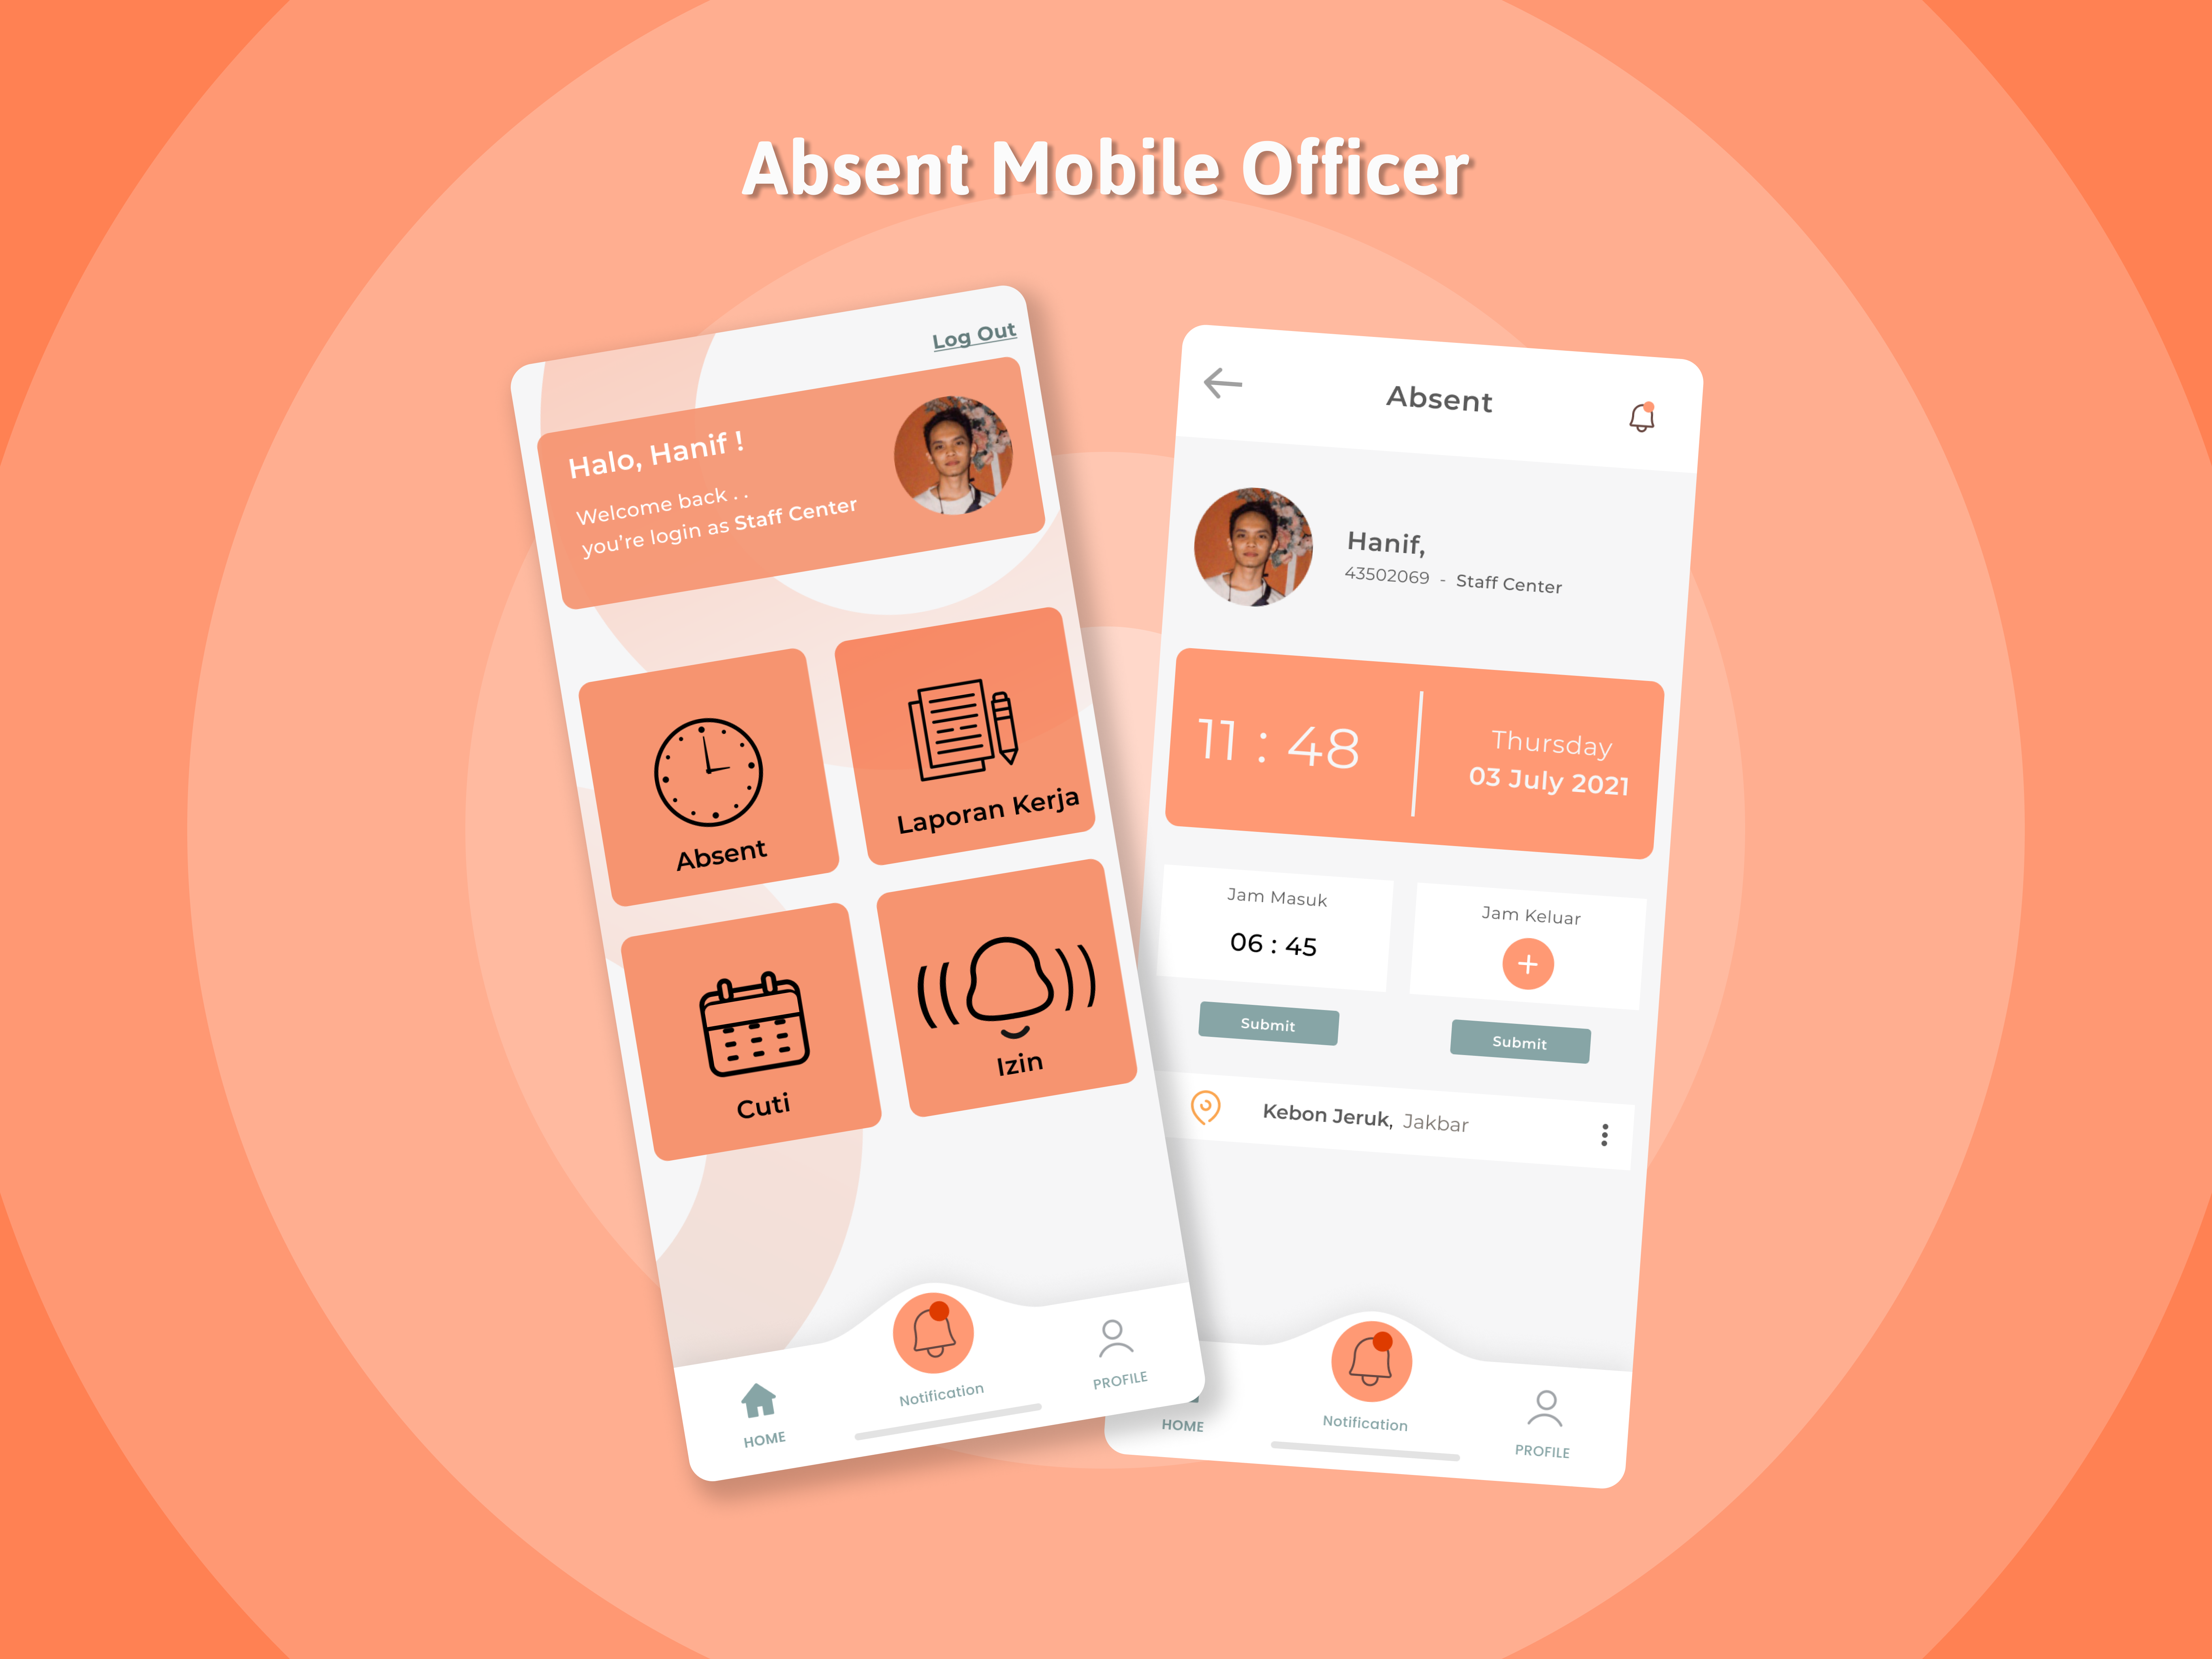 Absent Mobile Officer
Log Out
Halo, Hanif !
Welcome back . .
you're login as Staff Center
Absent
Laporan Kerja
Cuti
Izin
HOME
Notification
PROFILE
Absent
Hanif,
43502069 - Staff Center
11 : 48
Thursday
03 July 2021
Jam Masuk
06 : 45
Submit
Jam Keluar
+
Submit
Kebon Jeruk, Jakbar
HOME
Notification
PROFILE